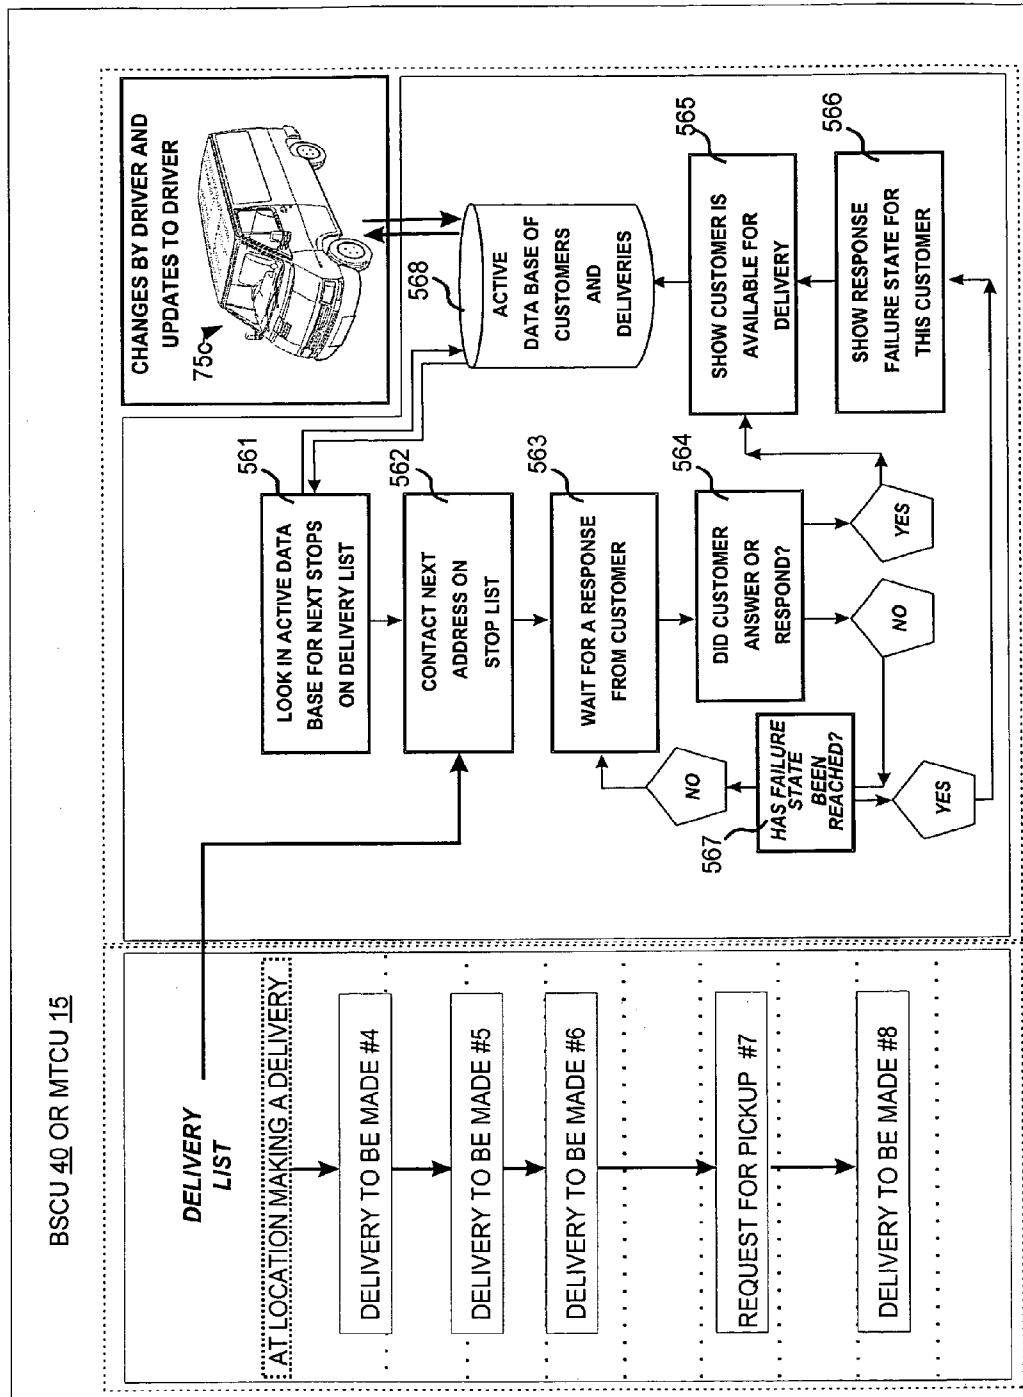 BSCU 40 OR MTCU 15
DELIVERY
LIST
AT LOCATION MAKING A DELIVERY
DELIVERY TO BE MADE #4
DELIVERY TO BE MADE #5
DELIVERY TO BE MADE #6
REQUEST FOR PICKUP #7
DELIVERY TO BE MADE #8
561
LOOK IN ACTIVE DATA
BASE FOR NEXT STOPS
ON DELIVERY LIST
562
CONTACT NEXT
ADDRESS ON
STOP LIST
563
WAIT FOR A RESPONSE
FROM CUSTOMER
564
DID CUSTOMER
ANSWER OR
RESPOND?
NO
567
HAS FAILURE
STATE
BEEN
REACHED?
YES
NO
YES
CHANGES BY DRIVER AND
UPDATES TO DRIVER
75c
568
ACTIVE
DATA BASE OF
CUSTOMERS
AND
DELIVERIES
565
SHOW CUSTOMER IS
AVAILABLE FOR
DELIVERY
566
SHOW RESPONSE
FAILURE STATE FOR
THIS CUSTOMER